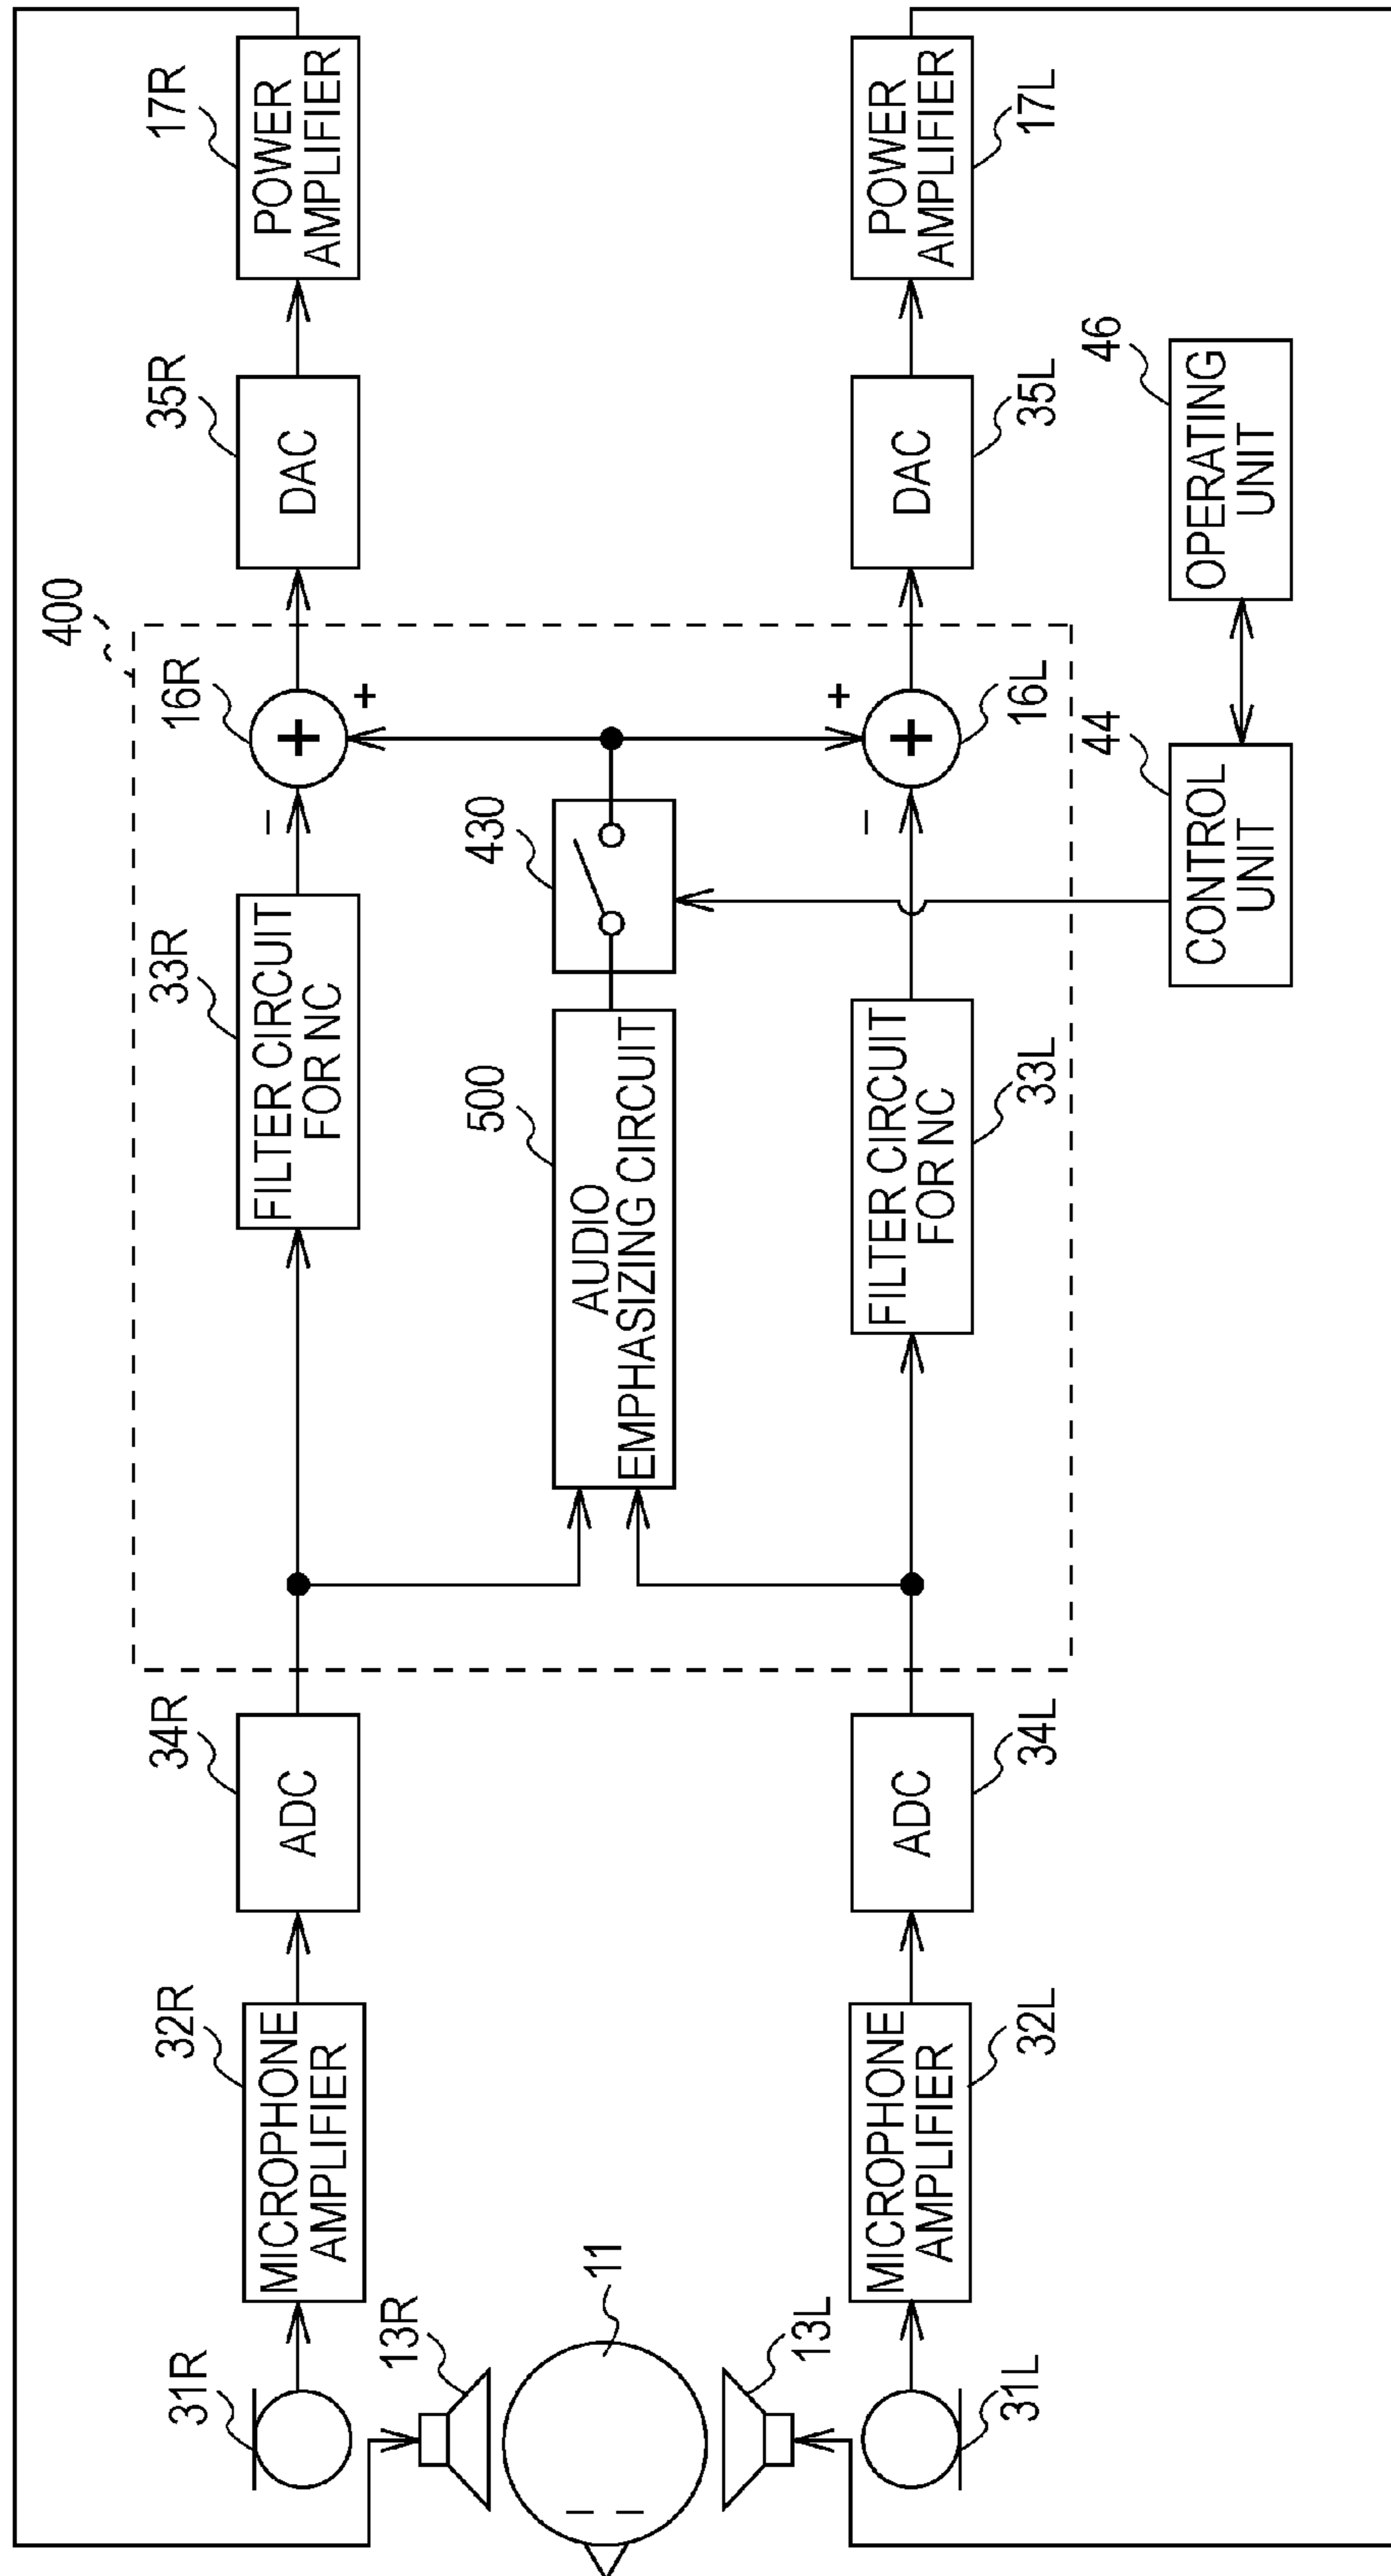 31R
MICROPHONE
AMPLIFIER
32R
ADC
34R
FILTER CIRCUIT
FOR NC
33R
−
+
16R
+
400
DAC
35R
POWER
AMPLIFIER
17R
13R
11
13L
AUDIO
EMPHASIZING CIRCUIT
500
430
31L
MICROPHONE
AMPLIFIER
32L
ADC
34L
FILTER CIRCUIT
FOR NC
33L
−
+
16L
+
DAC
35L
POWER
AMPLIFIER
17L
CONTROL
UNIT
44
OPERATING
UNIT
46